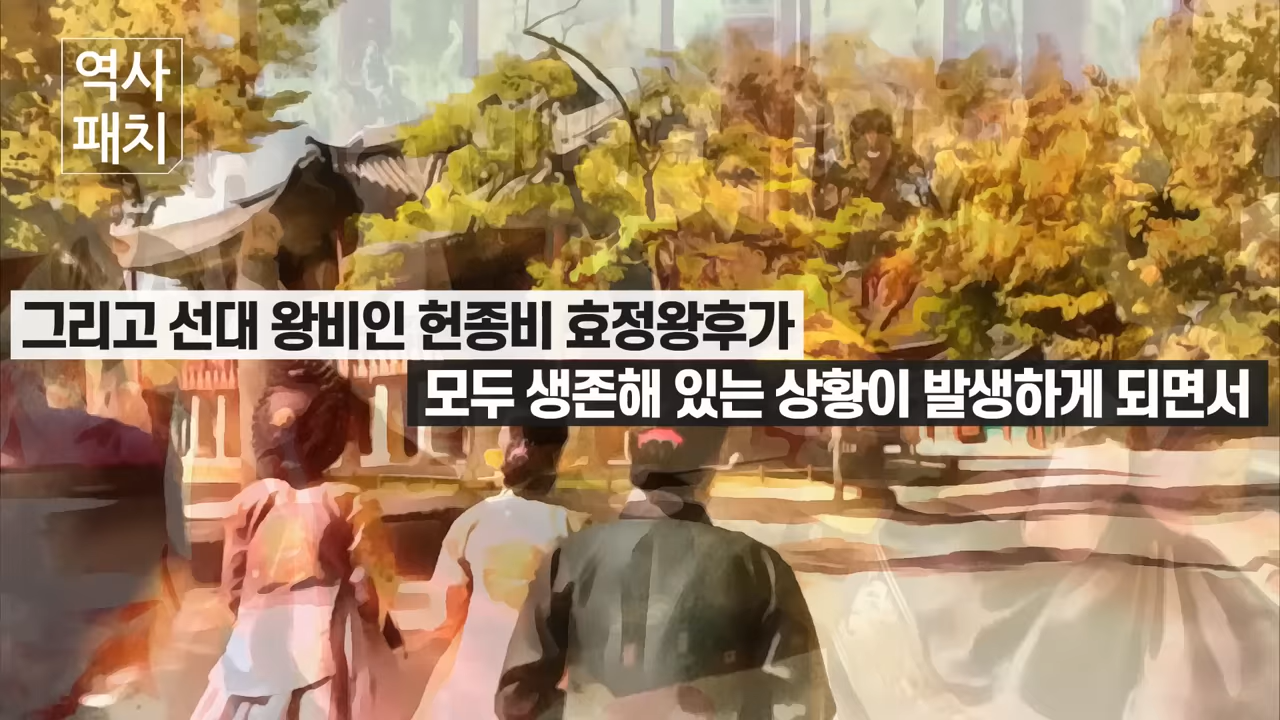 역사
패치
그리고 선대 왕비인 헌종비 효정왕후가
모두 생존해 있는 상황이 발생하게 되면서